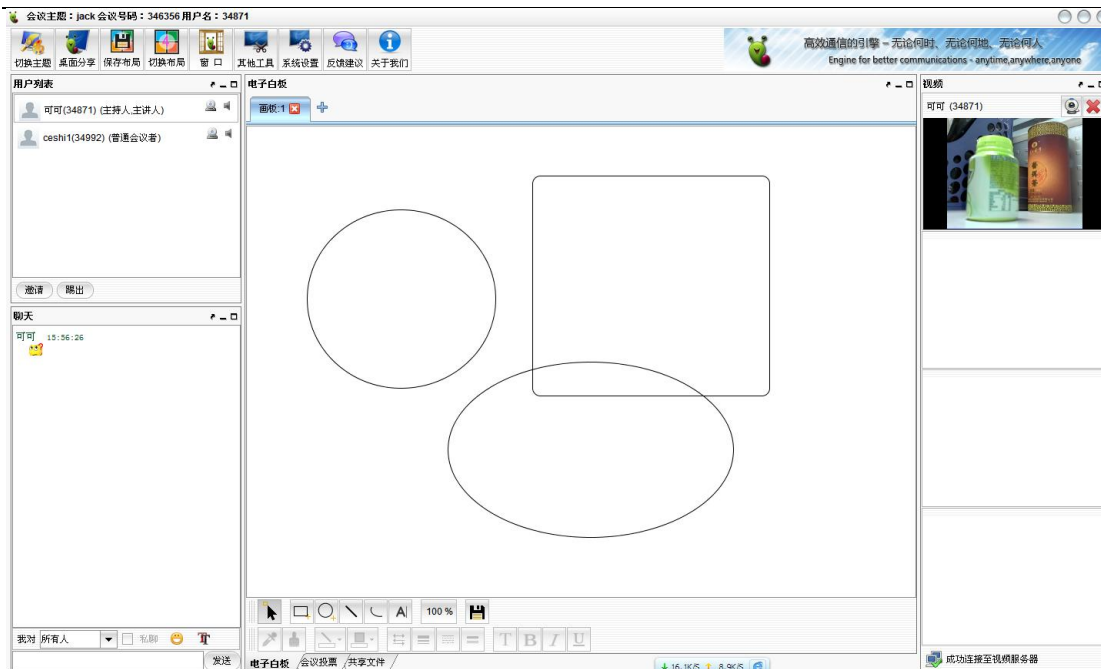 会议主题：jack 会议号码：346356 用户名：34871
切换主题 桌面分享 保存布局 切换布局 窗 口 其他工具 系统设置 反馈建议 关于我们
高效通信的引擎 – 无论何时、无论何地、无论何人
Engine for better communications - anytime,anywhere,anyone
用户列表
可可(34871) (主持人,主讲人)
ceshi1(34992) (普通会议者)
邀请 踢出
聊天
可可 15:56:26
我对 所有人 私聊
发送
电子白板
画板:1
100 %
A
T B I U
电子白板 会议投票 共享文件
16.1K/S 8.9K/S
视频
可可 (34871)
普洱茶
成功连接至视频服务器